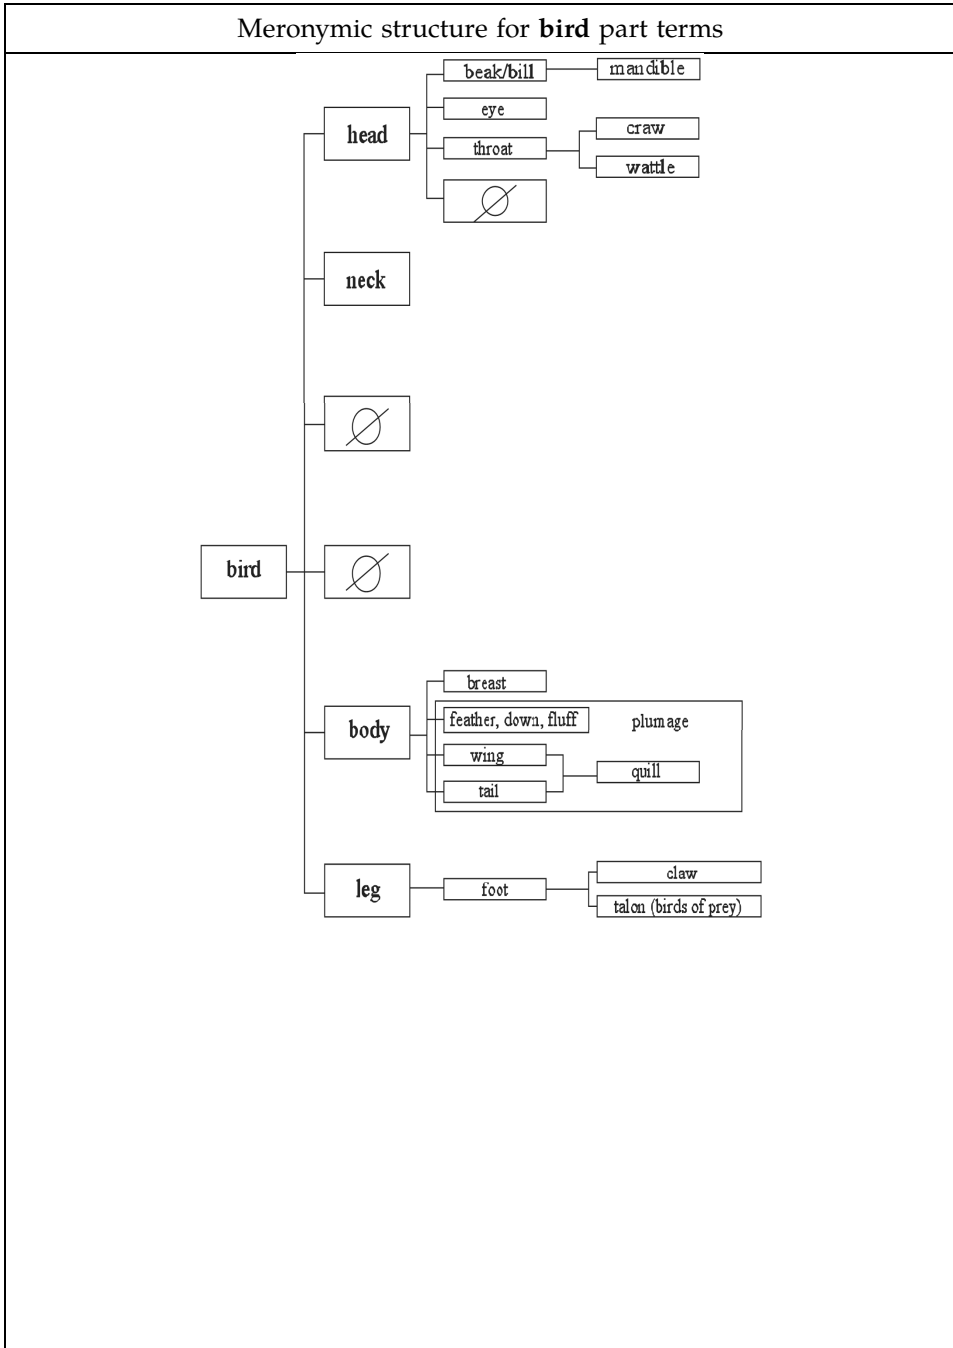 Meronymic structure for bird part terms
beak/bill
mandible
eye
head
craw
throat
wattle
∅
neck
∅
bird
∅
breast
feather, down, fluff
plumage
body
wing
quill
tail
claw
leg
foot
talon (birds of prey)